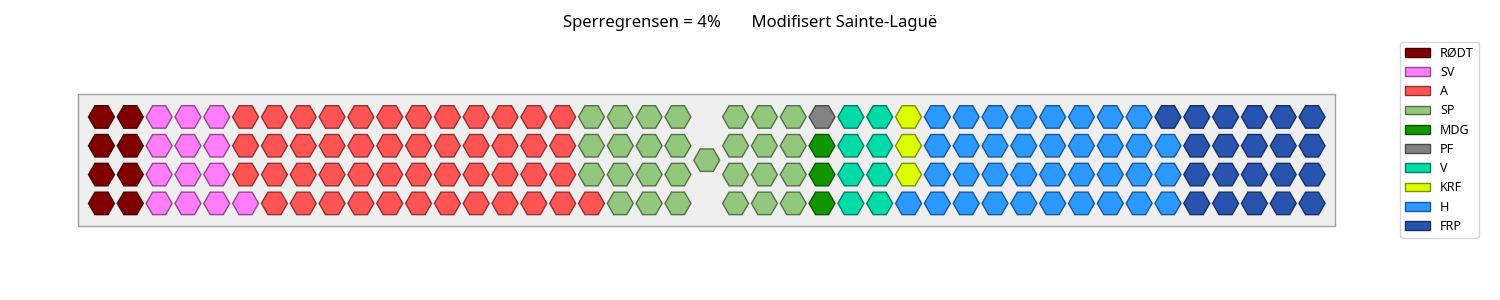 Sperregrensen = 4% Modifisert Sainte-Laguë
RØDT
SV
A
SP
MDG
PF
V
KRF
H
FRP